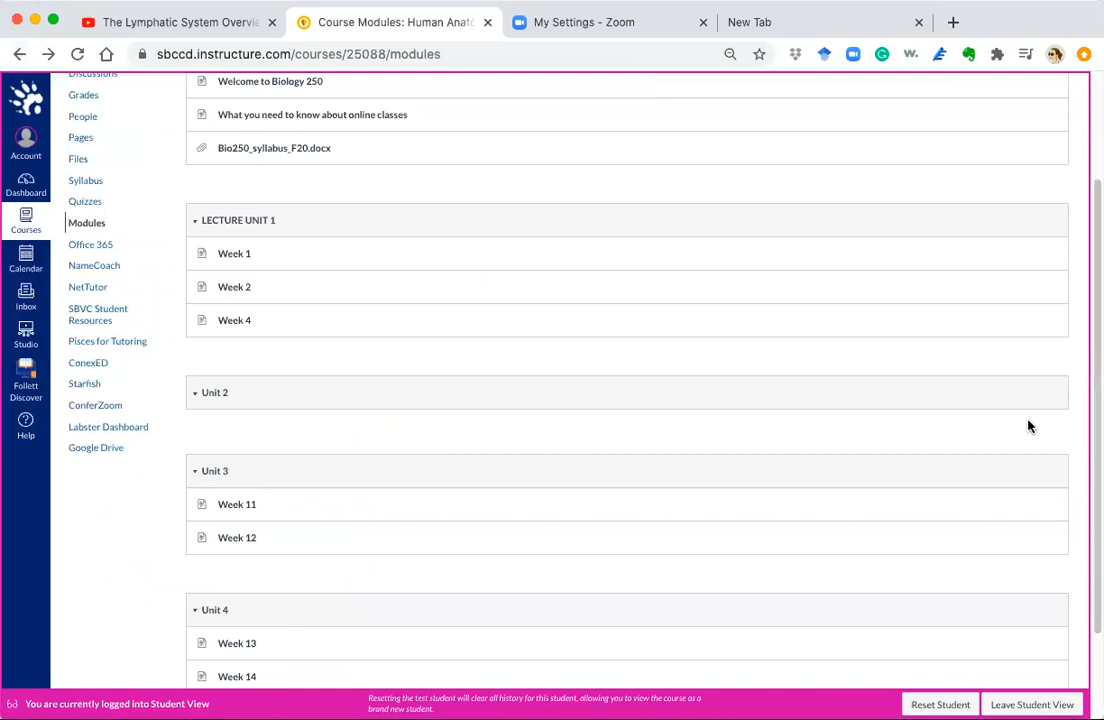 The Lymphatic System Overvie
Course Modules: Human Anato
My Settings - Zoom
New Tab
sbccd.instructure.com/courses/25088/modules
Account
Dashboard
Courses
Calendar
Inbox
Studio
Follett
Discover
Help
Discussions
Grades
People
Pages
Files
Syllabus
Quizzes
Modules
Office 365
NameCoach
NetTutor
SBVC Student
Resources
Pisces for Tutoring
ConexED
Starfish
ConferZoom
Labster Dashboard
Google Drive
Welcome to Biology 250
What you need to know about online classes
Bio250_syllabus_F20.docx
LECTURE UNIT 1
Week 1
Week 2
Week 4
Unit 2
Unit 3
Week 11
Week 12
Unit 4
Week 13
Week 14
You are currently logged into Student View
Resetting the test student will clear all history for this student, allowing you to view the course as a
brand new student.
Reset Student
Leave Student View